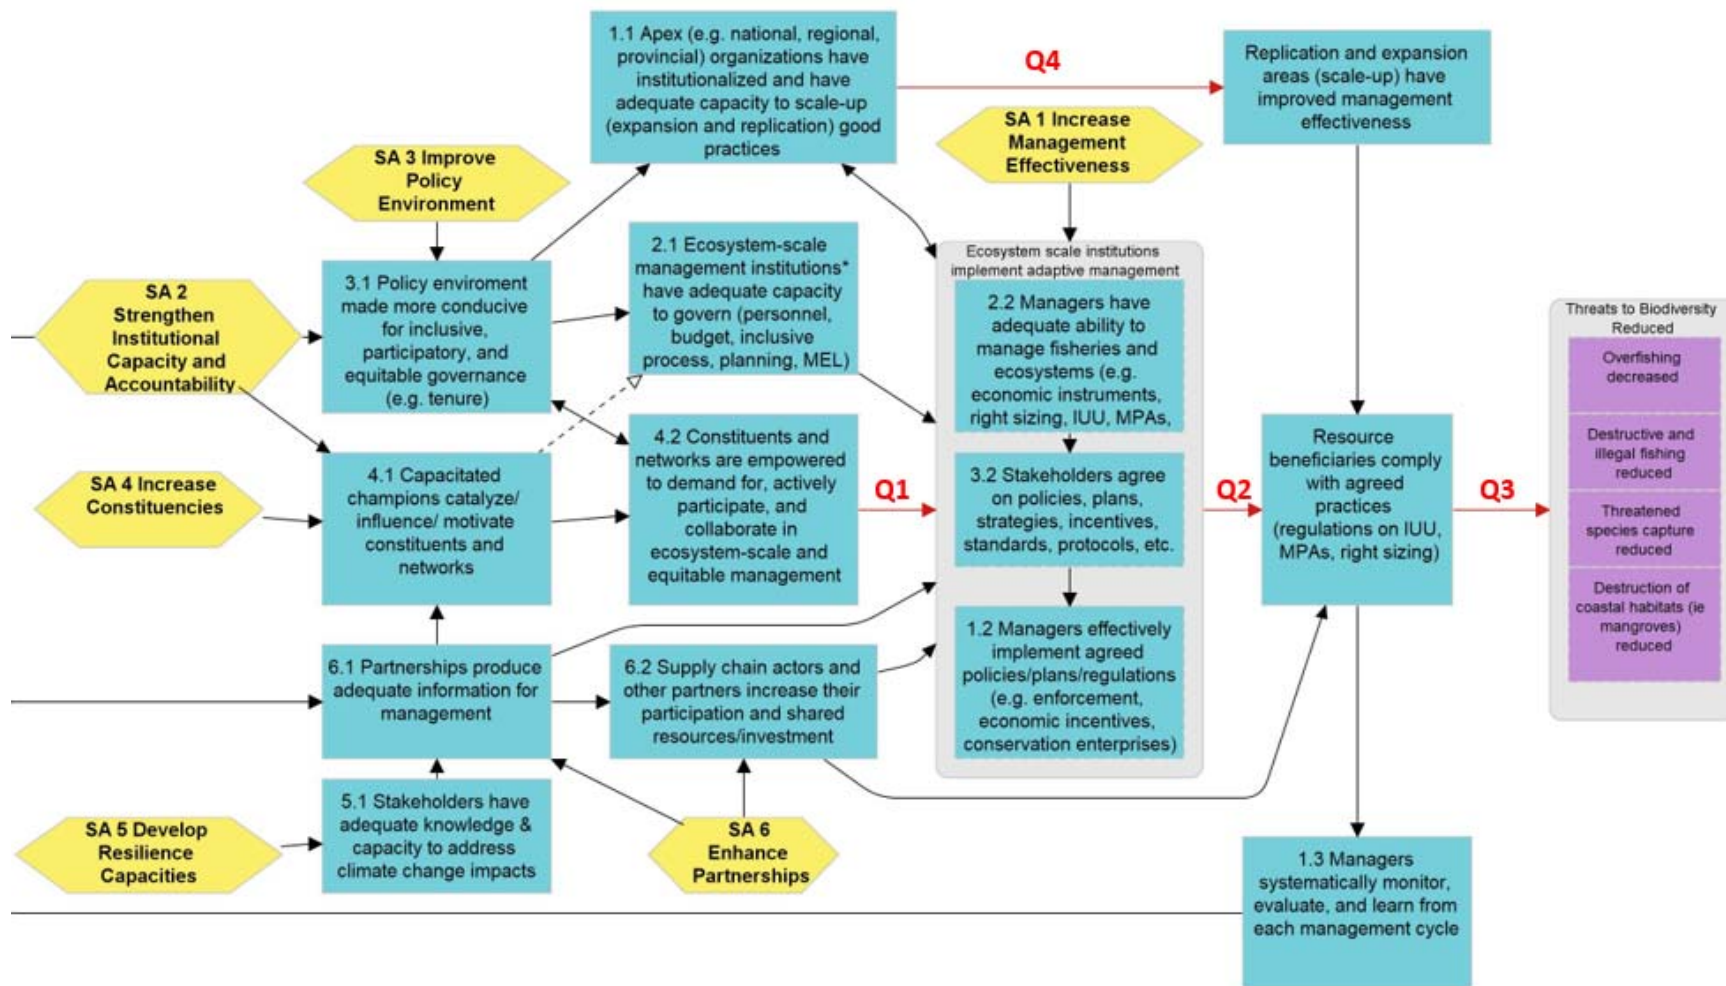 1.1 Apex (e.g. national, regional,
provincial) organizations have
institutionalized and have
adequate capacity to scale-up
(expansion and replication) good
practices
Q4
Replication and expansion
areas (scale-up) have
improved management
effectiveness
SA 1 Increase
Management
Effectiveness
SA 3 Improve
Policy
Environment
SA 2
Strengthen
Institutional
Capacity and
Accountability
3.1 Policy enviroment
made more conducive
for inclusive,
participatory, and
equitable governance
(e.g. tenure)
2.1 Ecosystem-scale
management institutions*
have adequate capacity
to govern (personnel,
budget, inclusive
process, planning, MEL)
Ecosystem scale institutions
implement adaptive management
2.2 Managers have
adequate ability to
manage fisheries and
ecosystems (e.g.
economic instruments,
right sizing, IUU, MPAs,
3.2 Stakeholders agree
on policies, plans,
strategies, incentives,
standards, protocols, etc.
1.2 Managers effectively
implement agreed
policies/plans/regulations
(e.g. enforcement,
economic incentives,
conservation enterprises)
SA 4 Increase
Constituencies
4.1 Capacitated
champions catalyze/
influence/ motivate
constituents and
networks
4.2 Constituents and
networks are empowered
to demand for, actively
participate, and
collaborate in
ecosystem-scale and
equitable management
Q1
Q2
Resource
beneficiaries comply
with agreed
practices
(regulations on IUU,
MPAs, right sizing)
Q3
Threats to Biodiversity
Reduced
Overfishing
decreased
Destructive and
illegal fishing
reduced
Threatened
species capture
reduced
Destruction of
coastal habitats (ie
mangroves)
reduced
6.1 Partnerships produce
adequate information for
management
6.2 Supply chain actors and
other partners increase their
participation and shared
resources/investment
SA 5 Develop
Resilience
Capacities
5.1 Stakeholders have
adequate knowledge &
capacity to address
climate change impacts
SA 6
Enhance
Partnerships
1.3 Managers
systematically monitor,
evaluate, and learn from
each management cycle